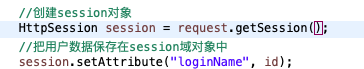 //创建session对象
HttpSession session = request.getSession();
//把用户数据保存在session域对象中
session.setAttribute("loginName", id);